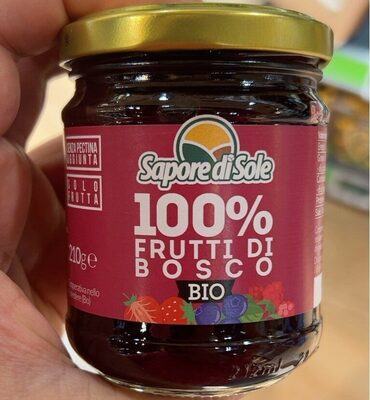 SENZA PECTINA
AGGIUNTA
SOLO
FRUTTA
210g e
Sapore di Sole
100%
FRUTTI DI
BOSCO
BIO